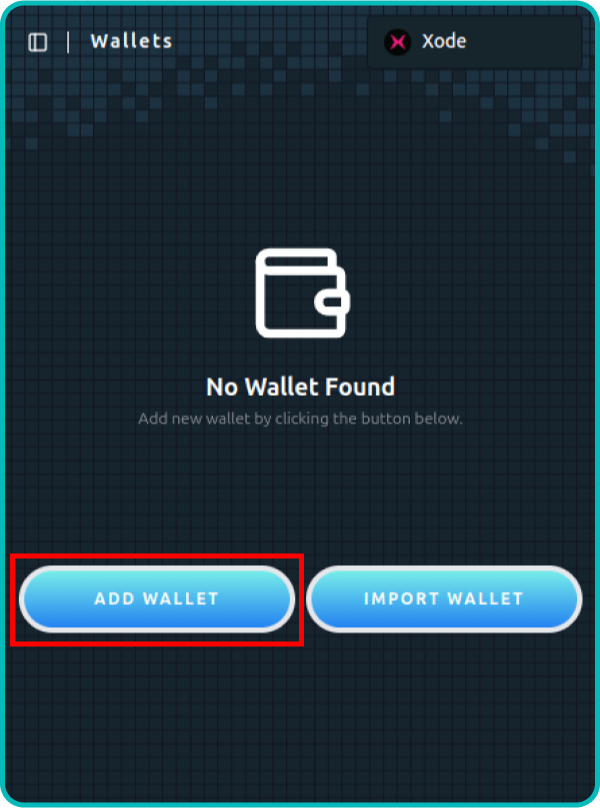 Wallets
Xode
No Wallet Found
Add new wallet by clicking the button below.
ADD WALLET
IMPORT WALLET